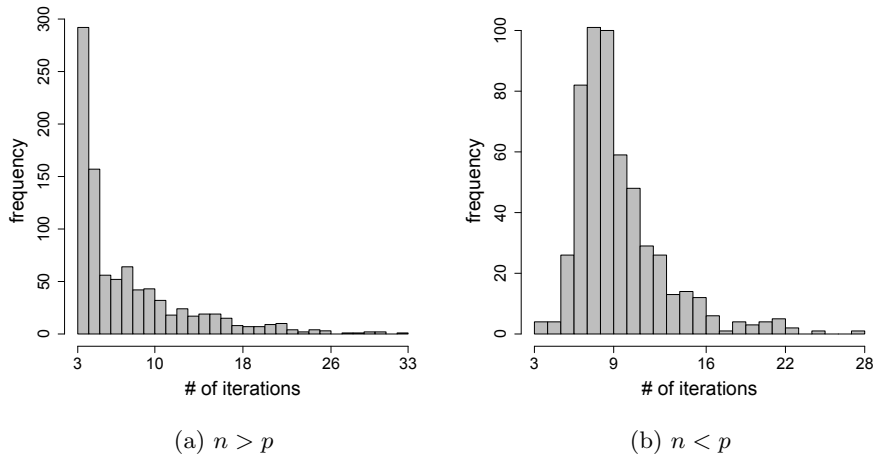 frequency
0 50 100 150 200 250 300
3 10 18 26 33
# of iterations
(a) n > p
frequency
0 20 40 60 80 100
3 9 16 22 28
# of iterations
(b) n < p